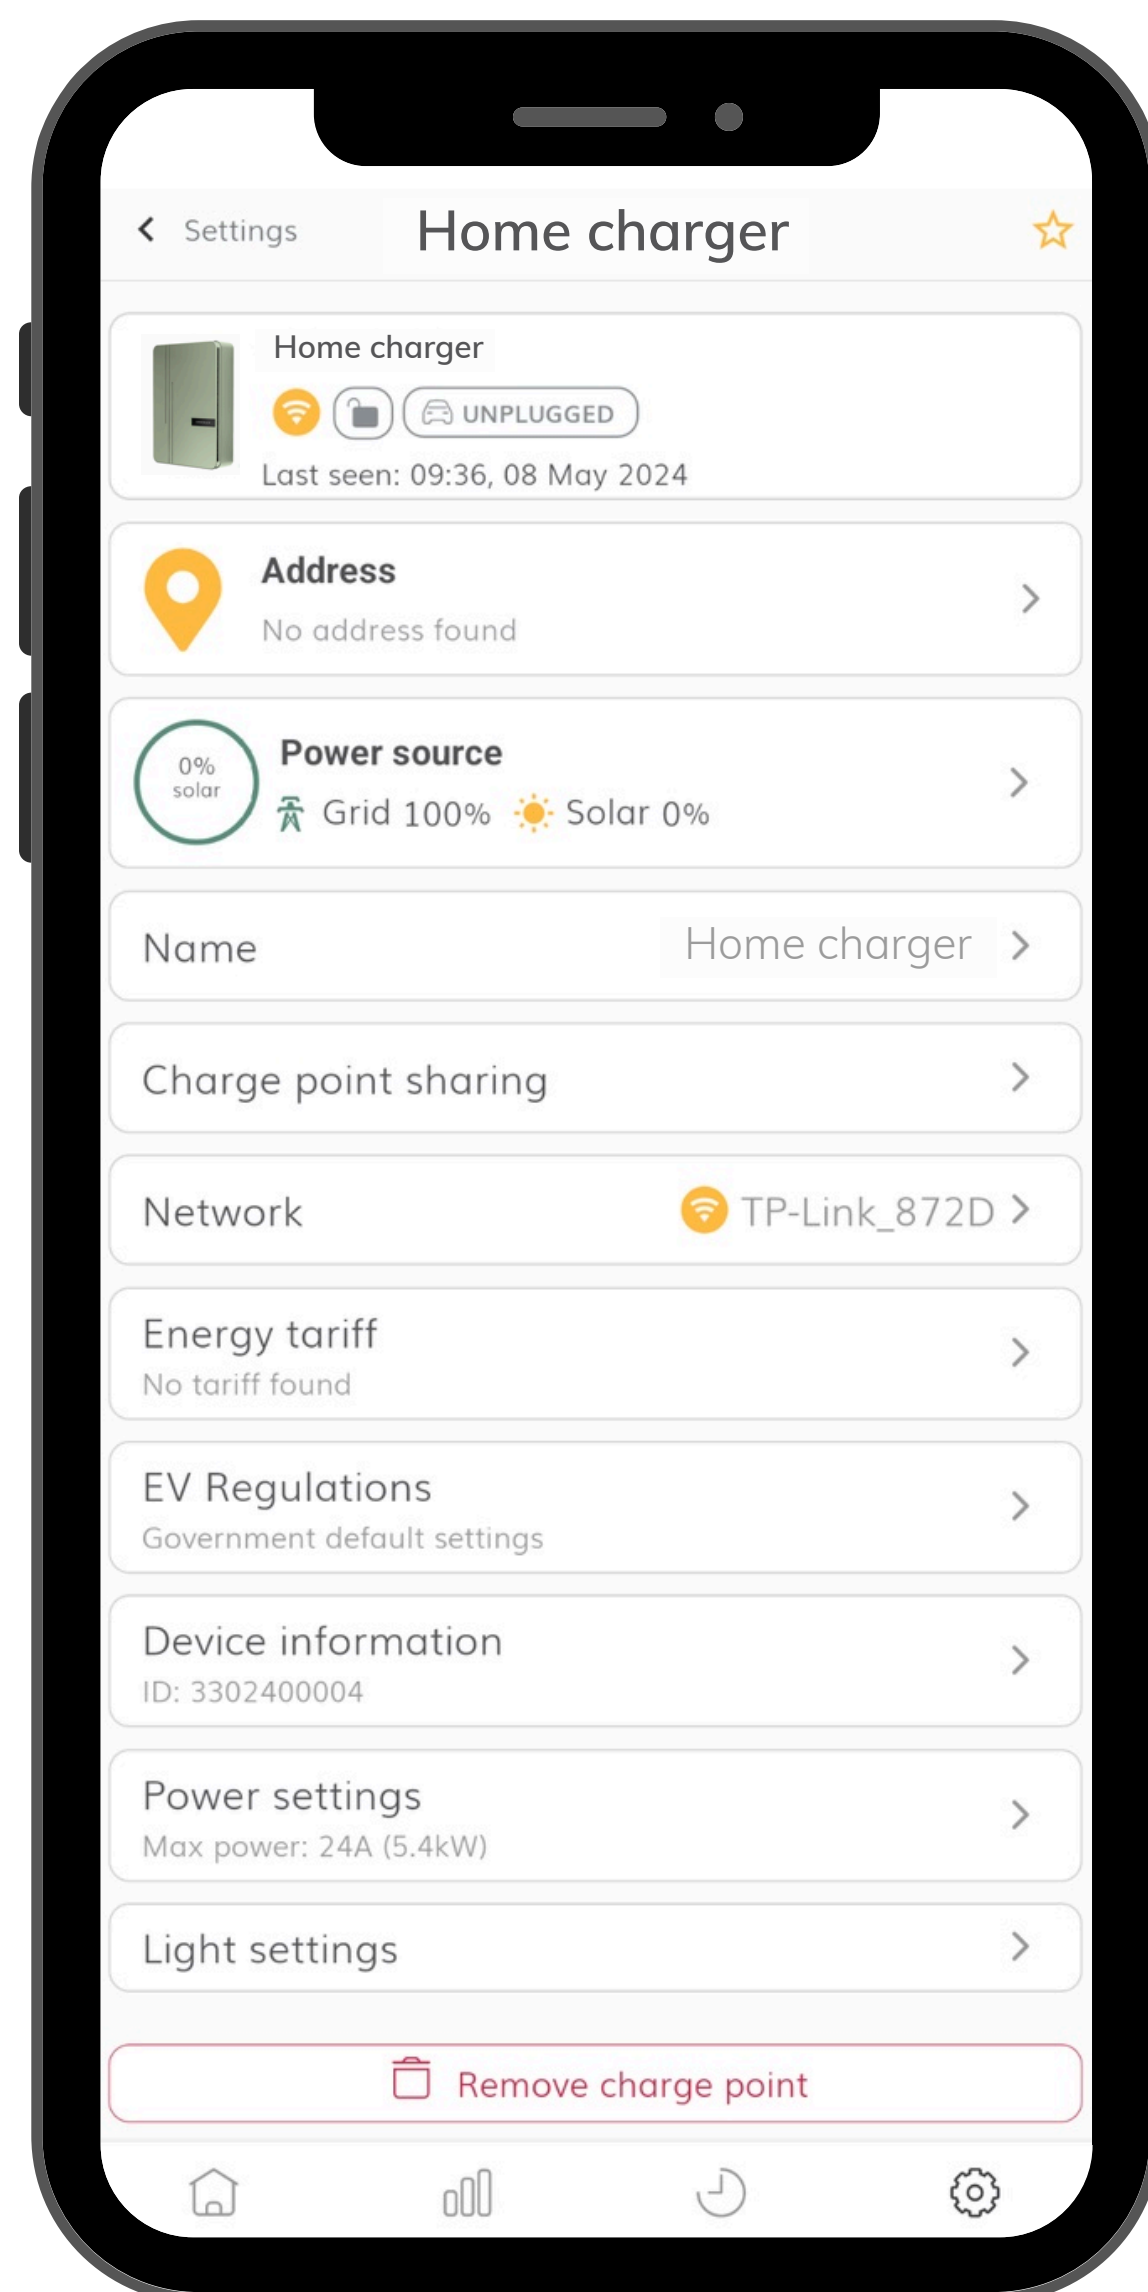 Settings
Home charger
Home charger
UNPLUGGED
Last seen: 09:36, 08 May 2024
Address
No address found
0%
solar
Power source
Grid 100% Solar 0%
Name Home charger
Charge point sharing
Network TP-Link_872D
Energy tariff
No tariff found
EV Regulations
Government default settings
Device information
ID: 3302400004
Power settings
Max power: 24A (5.4kW)
Light settings
Remove charge point